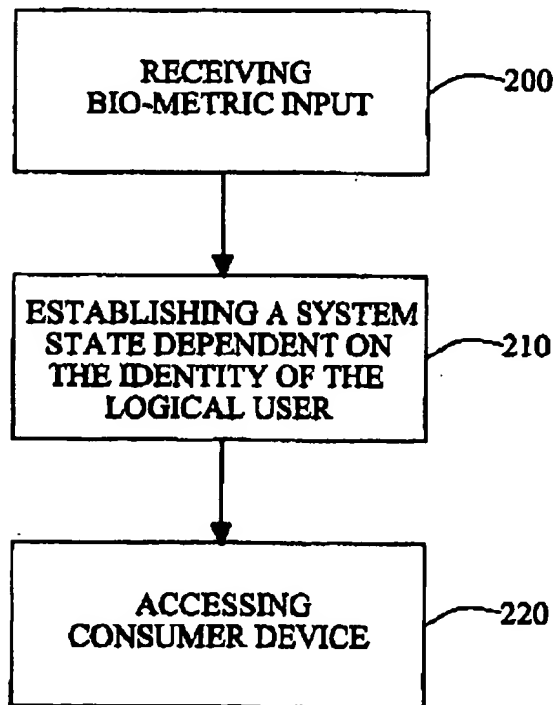 RECEIVING
BIO-METRIC INPUT
200
ESTABLISHING A SYSTEM
STATE DEPENDENT ON
THE IDENTITY OF THE
LOGICAL USER
210
ACCESSING
CONSUMER DEVICE
220